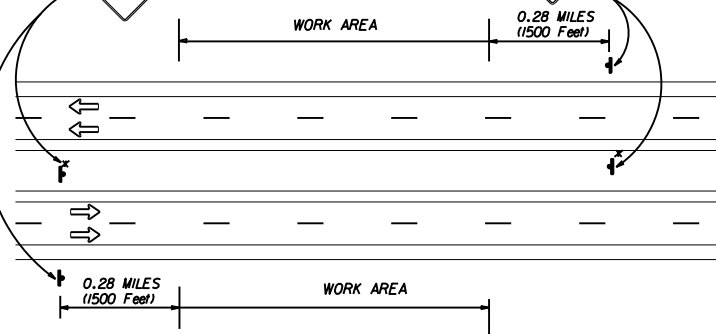 WORK AREA
0.28 MILES
(1500 Feet)
x
x
0.28 MILES
(1500 Feet)
WORK AREA